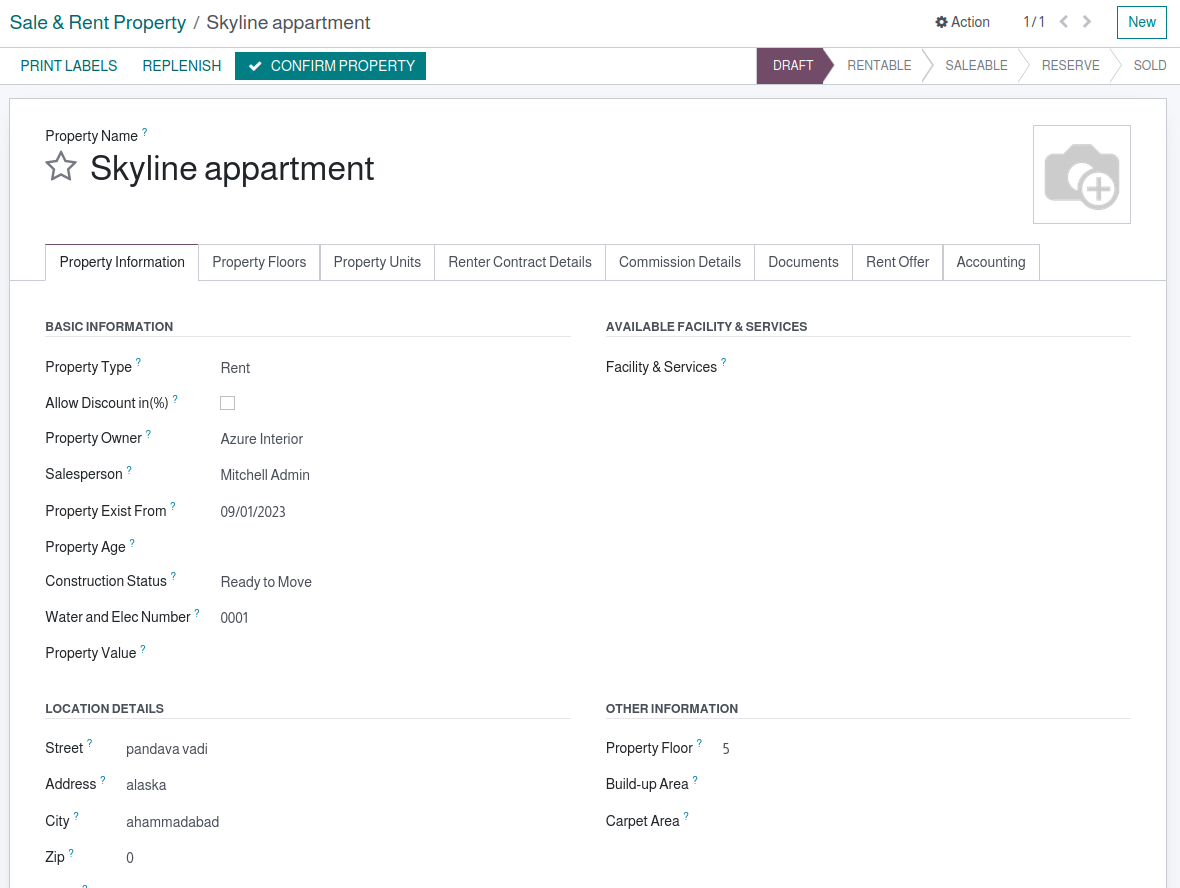 Sale & Rent Property / Skyline appartment
Action
1 / 1
New
PRINT LABELS
REPLENISH
CONFIRM PROPERTY
DRAFT
RENTABLE
SALEABLE
RESERVE
SOLD
Property Name ?
Skyline appartment
Property Information
Property Floors
Property Units
Renter Contract Details
Commission Details
Documents
Rent Offer
Accounting
BASIC INFORMATION
Property Type ? Rent
Allow Discount in(%) ?
Property Owner ? Azure Interior
Salesperson ? Mitchell Admin
Property Exist From ? 09/01/2023
Property Age ?
Construction Status ? Ready to Move
Water and Elec Number ? 0001
Property Value ?
AVAILABLE FACILITY & SERVICES
Facility & Services ?
LOCATION DETAILS
Street ? pandava vadi
Address ? alaska
City ? ahammadabad
Zip ? 0
OTHER INFORMATION
Property Floor ? 5
Build-up Area ?
Carpet Area ?